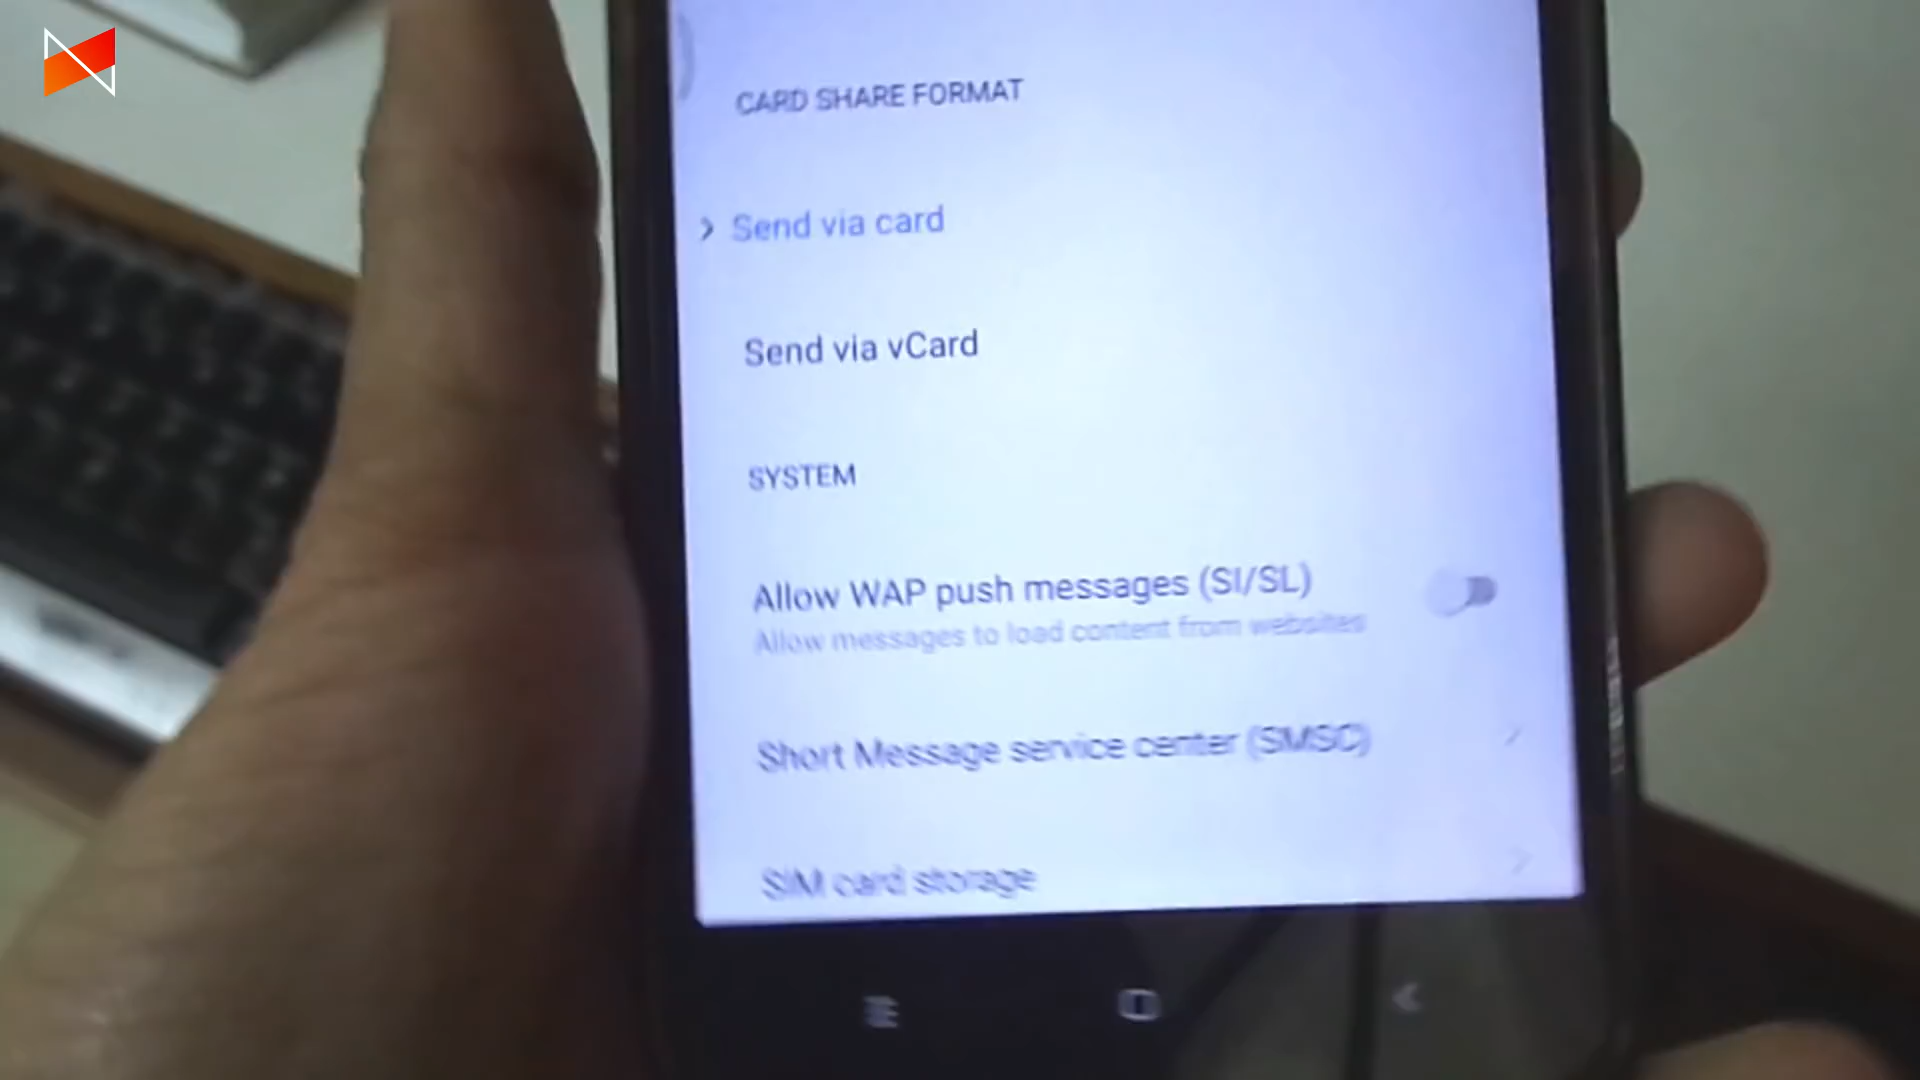 CARD SHARE FORMAT
Send via card
Send via vCard
SYSTEM
Allow WAP push messages (SI/SL)
Allow messages to load content from websites
Short Message service center (SMSC)
SIM card storage